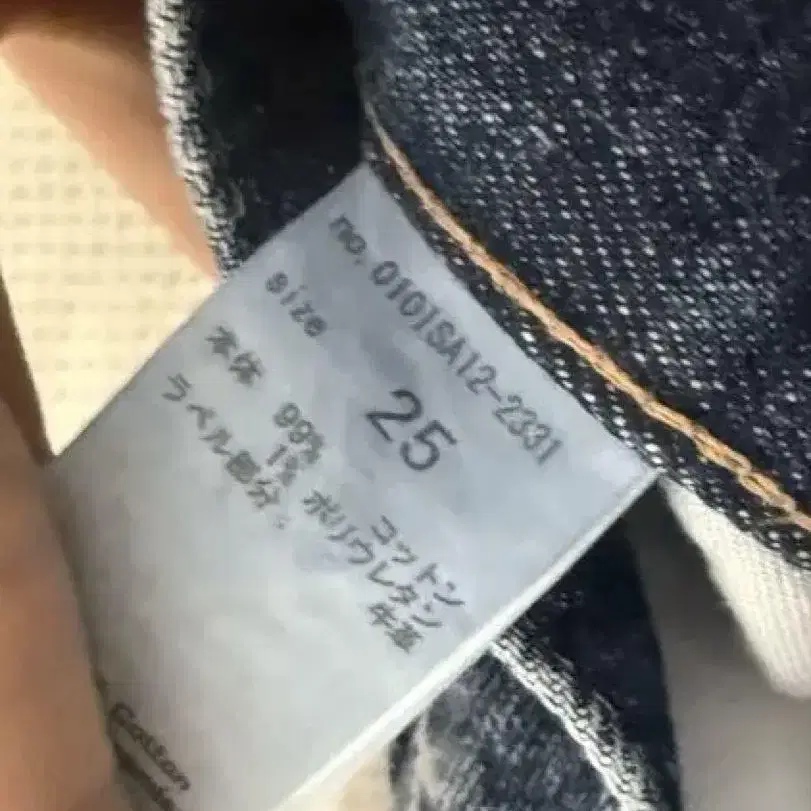 no. 0101SA12-2331
size 25
本体 99% コットン
1% ポリウレタン
ラベル部分。 牛革
Cotton